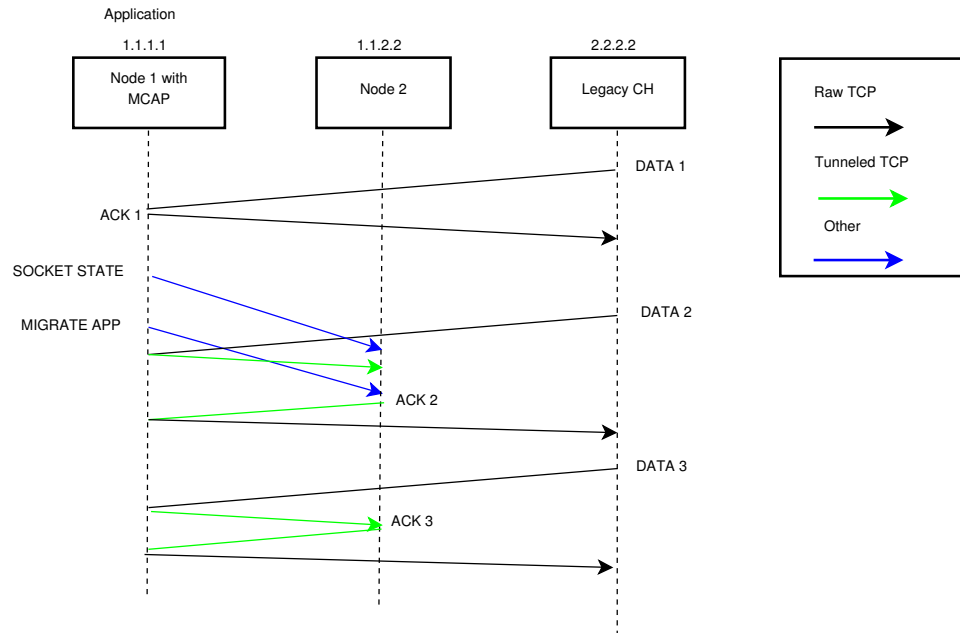 Application
1.1.1.1
1.1.2.2
2.2.2.2
Node 1 with
MCAP
Node 2
Legacy CH
Raw TCP
Tunneled TCP
Other
DATA 1
ACK 1
SOCKET STATE
MIGRATE APP
DATA 2
ACK 2
DATA 3
ACK 3